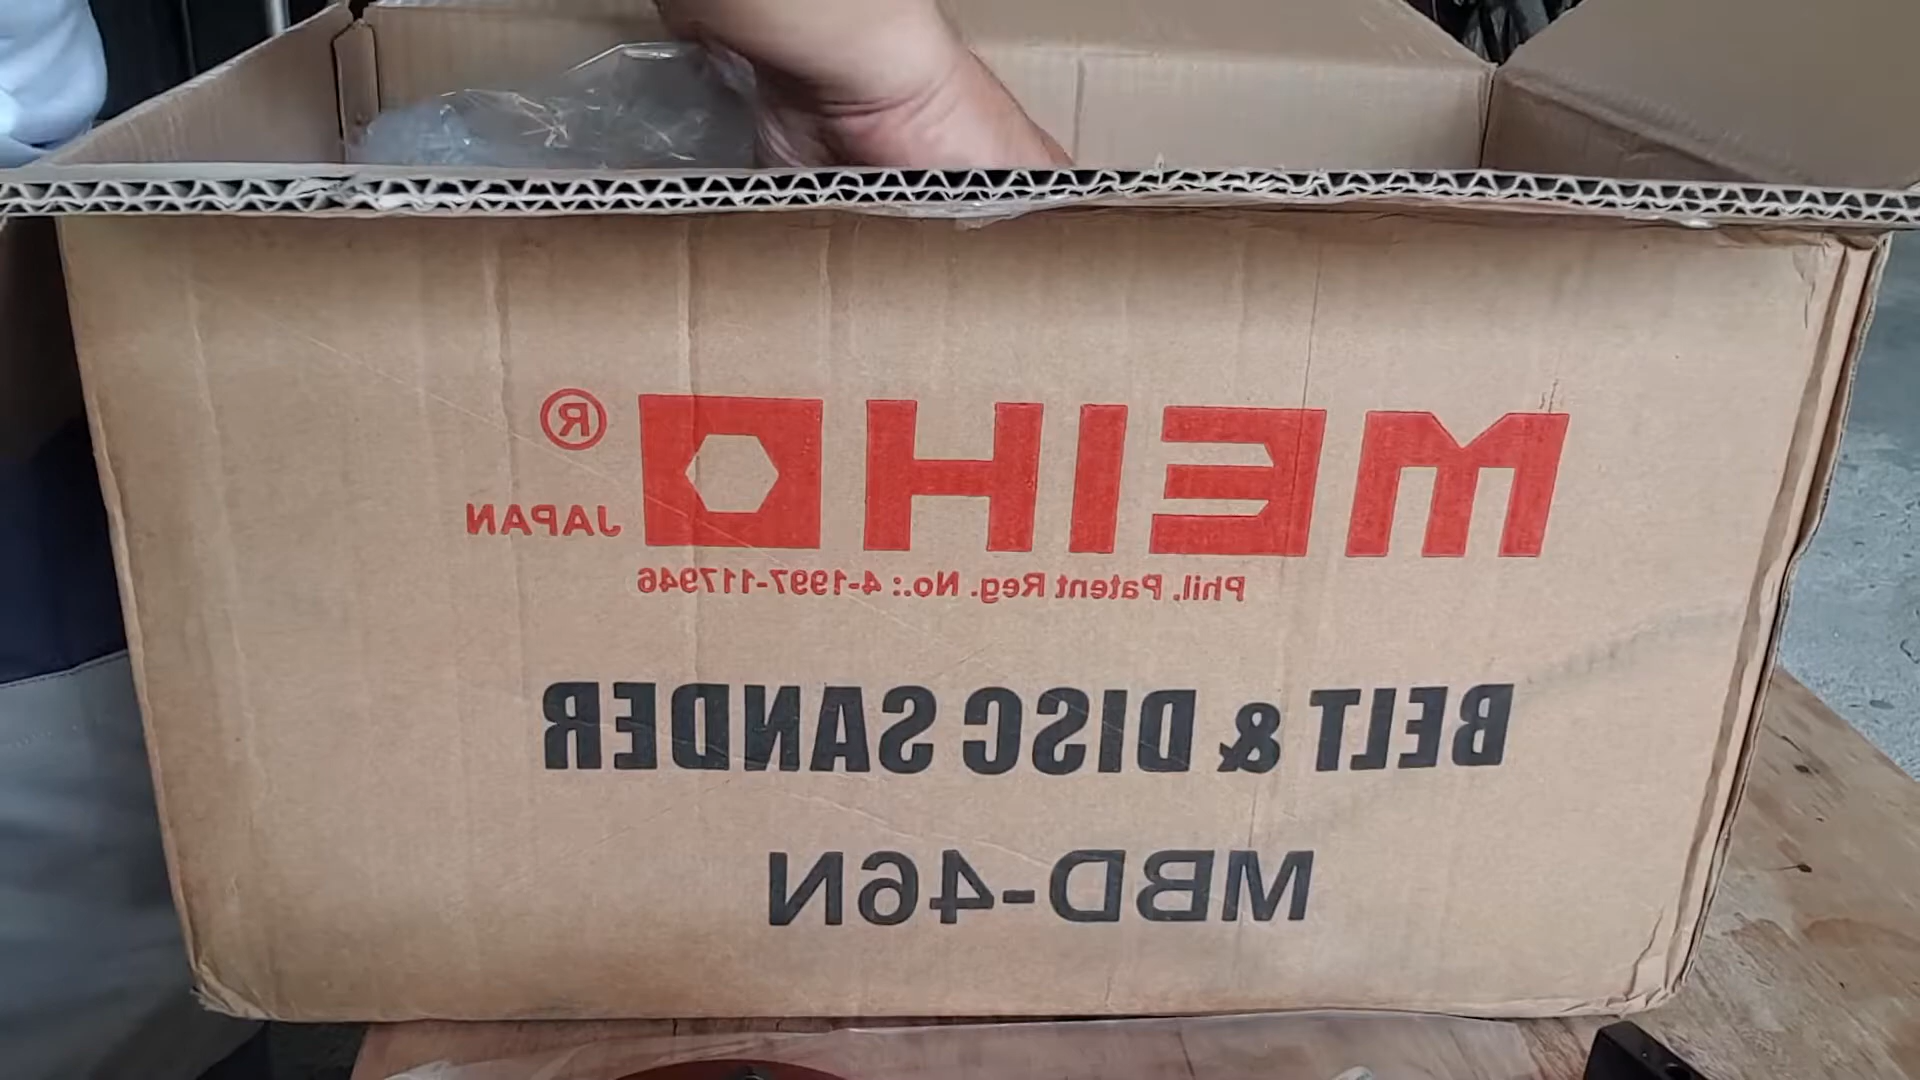 MEIHO ®
JAPAN
Phil. Patent Reg. No.: 4-1997-117946
BELT & DISC SANDER
MBD-46N